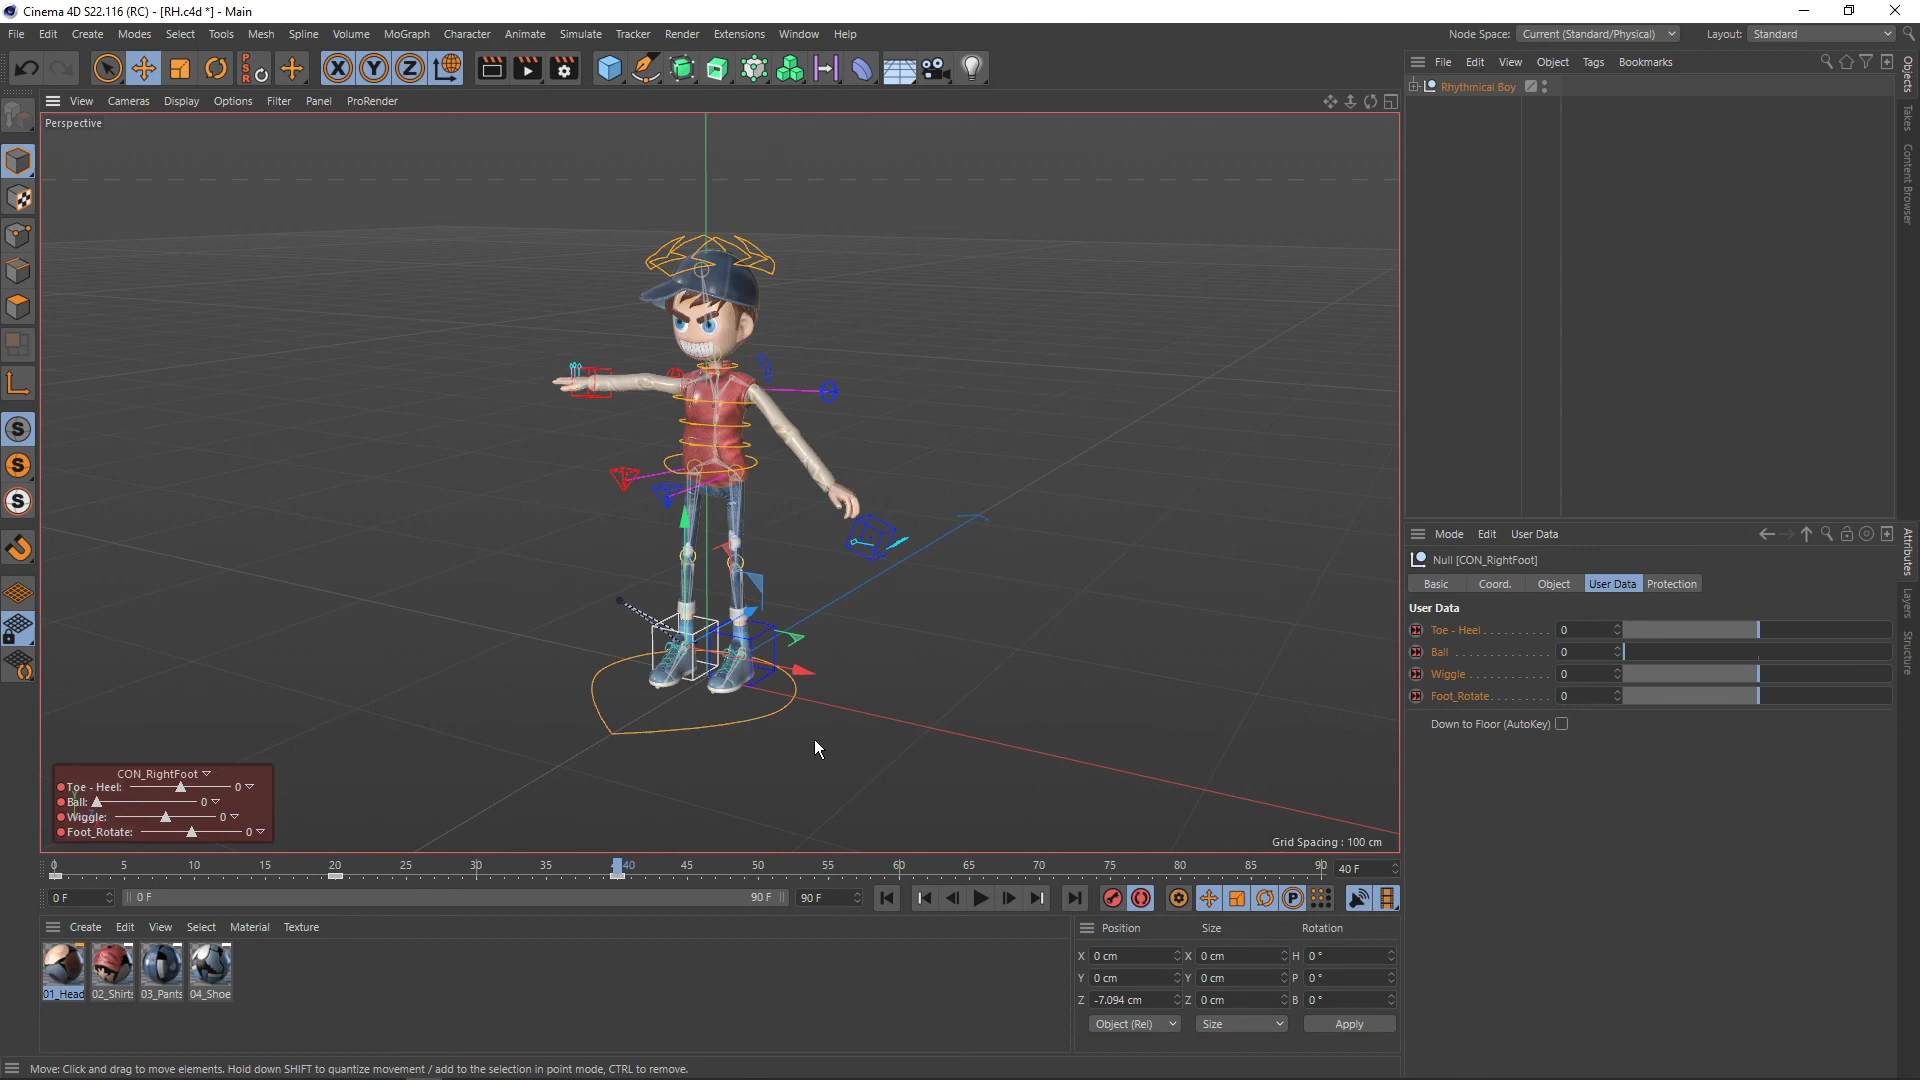 Cinema 4D S22.116 (RC) - [RH.c4d *] - Main
File Edit Create Modes Select Tools Mesh Spline Volume MoGraph Character Animate Simulate Tracker Render Extensions Window Help
Node Space: Current (Standard/Physical) Layout: Standard
P
S
R
X Y Z
File Edit View Object Tags Bookmarks
Rhythmical Boy
Objects
Takes
Content Browser
View Cameras Display Options Filter Panel ProRender
Perspective
S
S
S
Mode Edit User Data
Null [CON_RightFoot]
Basic Coord. Object User Data Protection
User Data
Toe - Heel . . . . . . . . . . 0
Ball . . . . . . . . . . . . . . 0
Wiggle . . . . . . . . . . . . 0
Foot_Rotate. . . . . . . . . 0
Down to Floor (AutoKey)
Attributes
Layers
Structure
CON_RightFoot
Toe - Heel: 0
Ball: 0
Wiggle: 0
Foot_Rotate: 0
Grid Spacing : 100 cm
0 5 10 15 20 25 30 35 40 45 50 55 60 65 70 75 80 85 90 40 F
0 F 0 F 90 F 90 F
P
Create Edit View Select Material Texture
01_Head 02_Shirts 03_Pants 04_Shoe
Position Size Rotation
X 0 cm X 0 cm H 0 °
Y 0 cm Y 0 cm P 0 °
Z -7.094 cm Z 0 cm B 0 °
Object (Rel) Size Apply
Move: Click and drag to move elements. Hold down SHIFT to quantize movement / add to the selection in point mode, CTRL to remove.